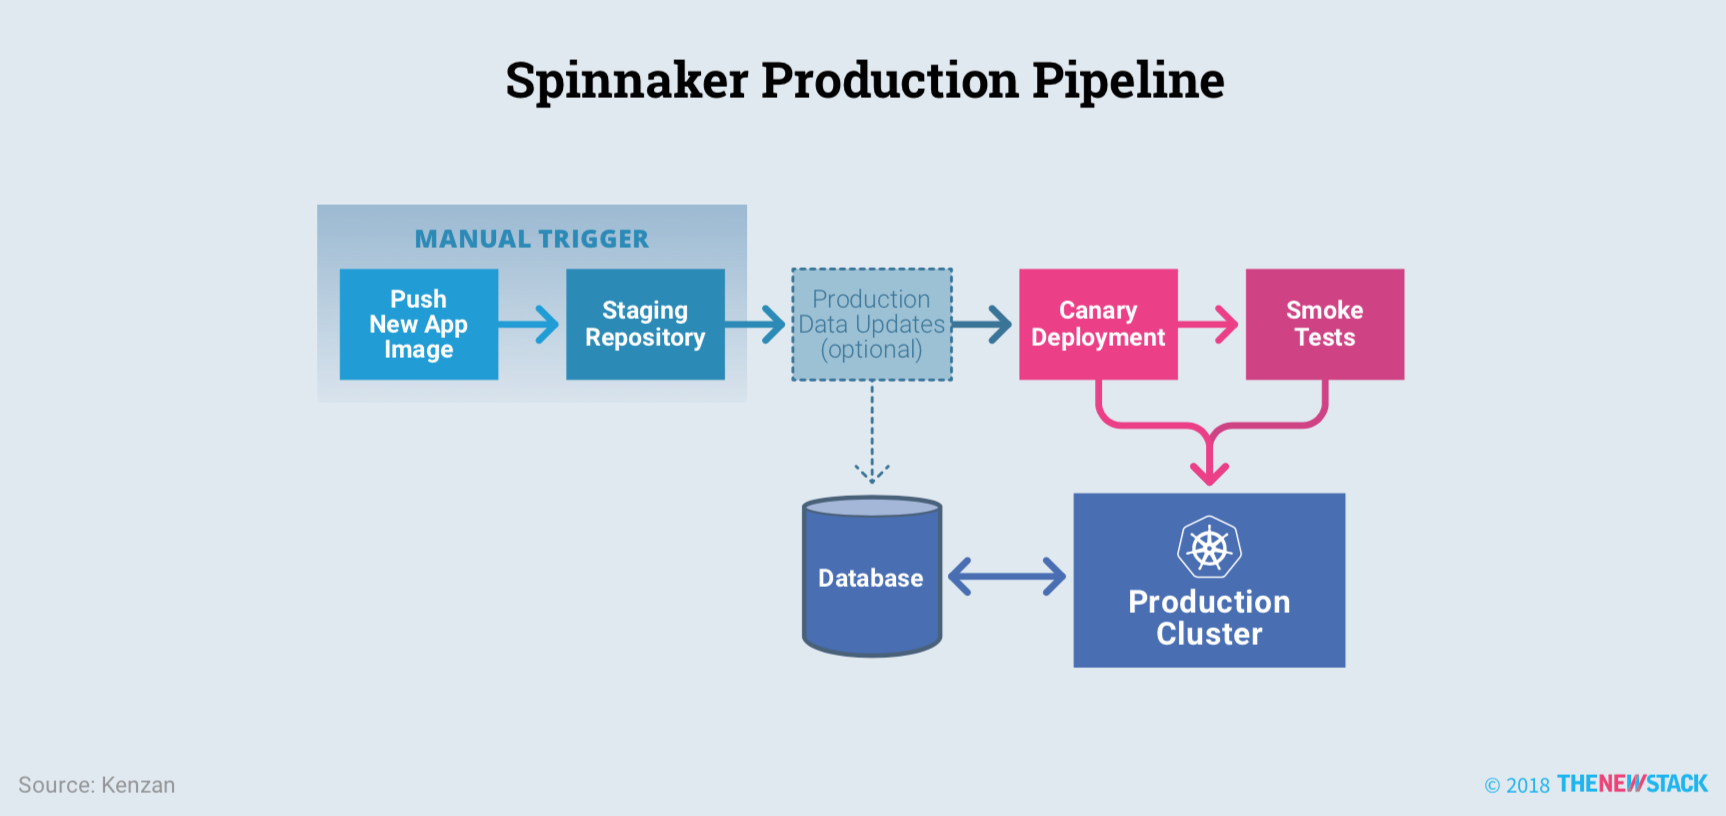 Spinnaker Production Pipeline
MANUAL TRIGGER
Push
New App
Image
Staging
Repository
Production
Data Updates
(optional)
Canary
Deployment
Smoke
Tests
Database
Production
Cluster
Source: Kenzan
© 2018 THENEWSTACK